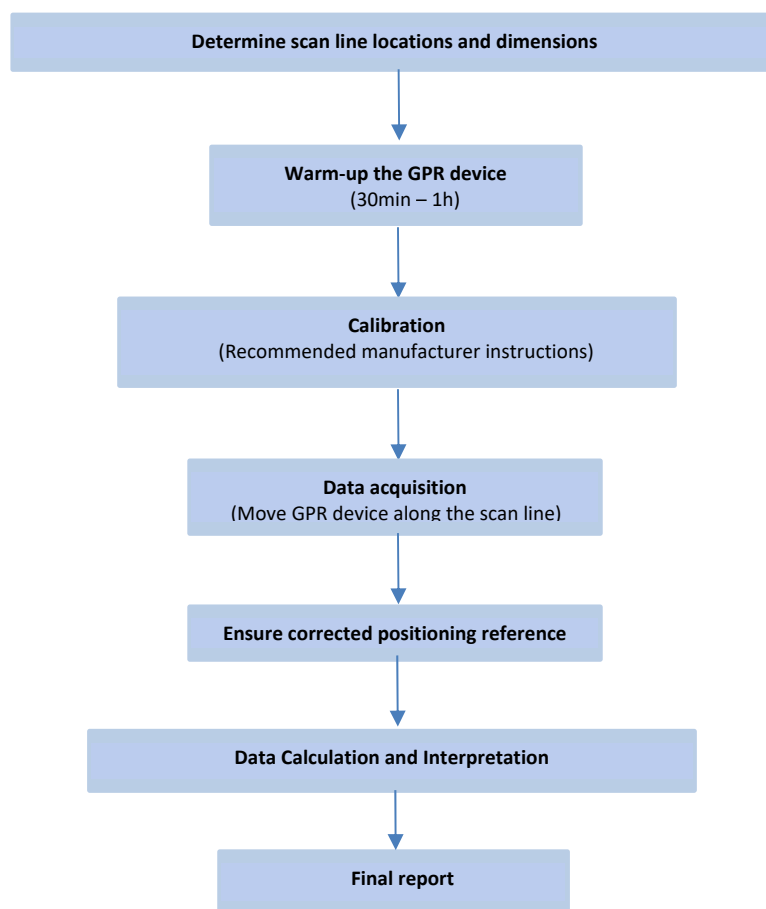 Determine scan line locations and dimensions
Warm-up the GPR device
(30min – 1h)
Calibration
(Recommended manufacturer instructions)
Data acquisition
(Move GPR device along the scan line)
Ensure corrected positioning reference
Data Calculation and Interpretation
Final report